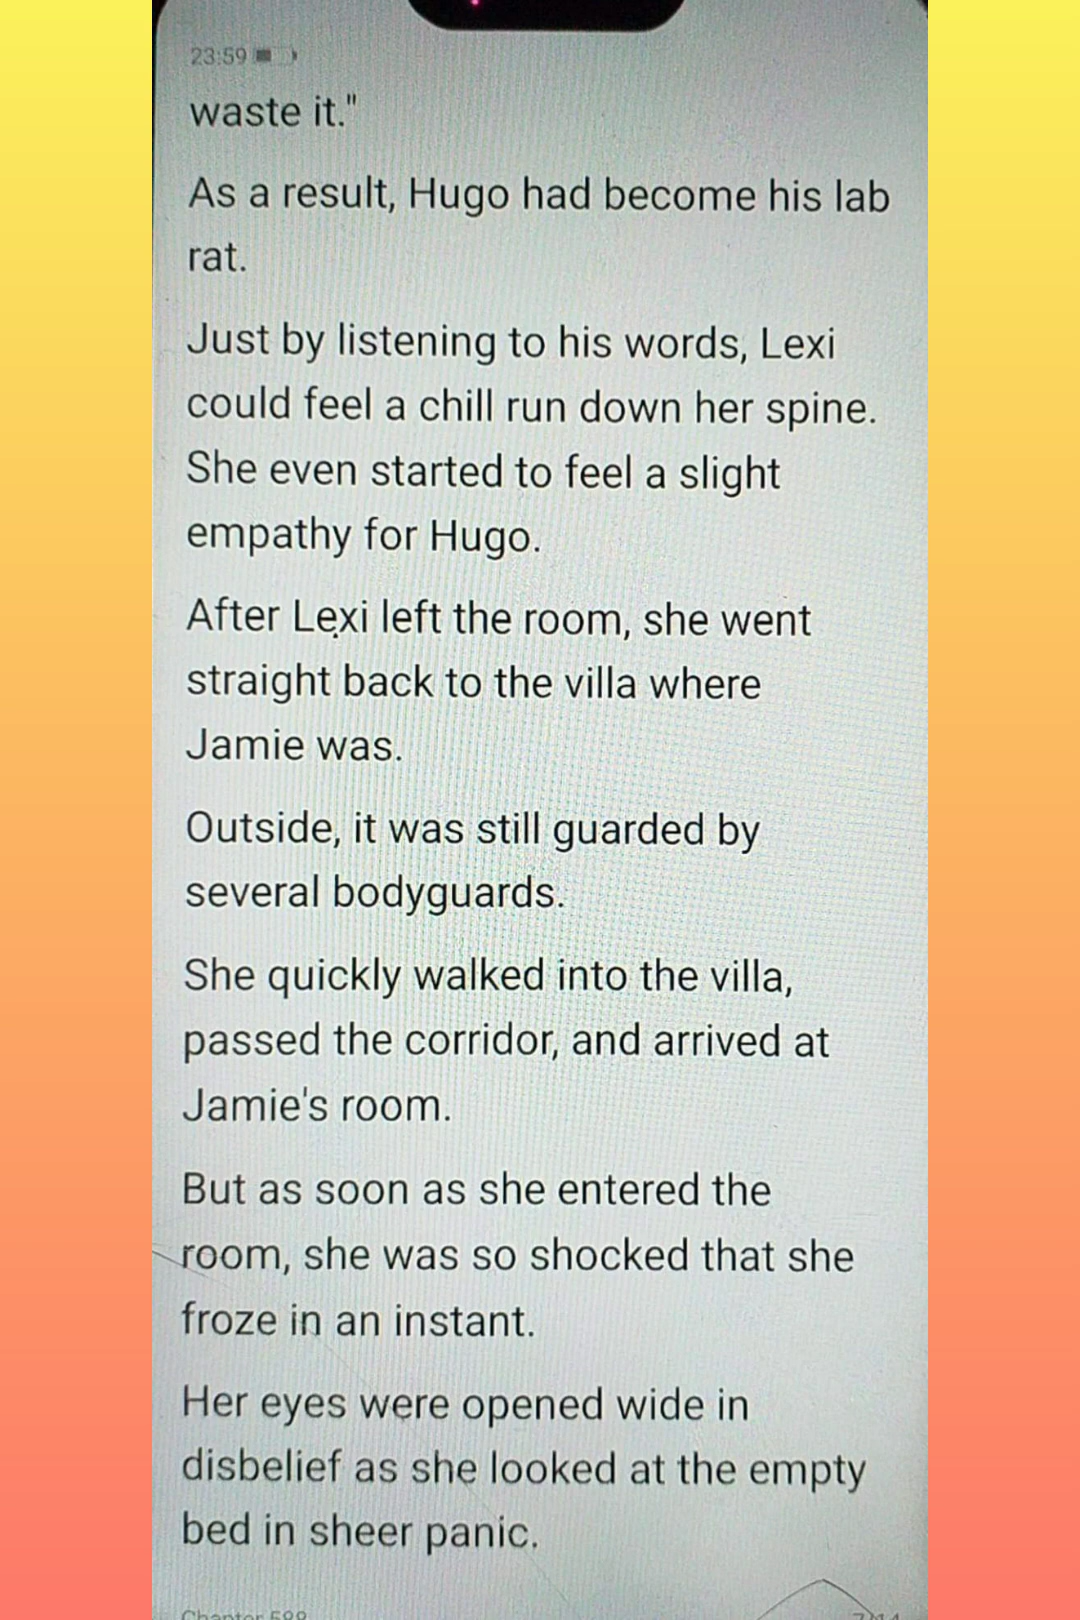 23:59
waste it."
As a result, Hugo had become his lab
rat.
Just by listening to his words, Lexi
could feel a chill run down her spine.
She even started to feel a slight
empathy for Hugo.
After Lexi left the room, she went
straight back to the villa where
Jamie was.
Outside, it was still guarded by
several bodyguards.
She quickly walked into the villa,
passed the corridor, and arrived at
Jamie's room.
But as soon as she entered the
room, she was so shocked that she
froze in an instant.
Her eyes were opened wide in
disbelief as she looked at the empty
bed in sheer panic.
Chapter